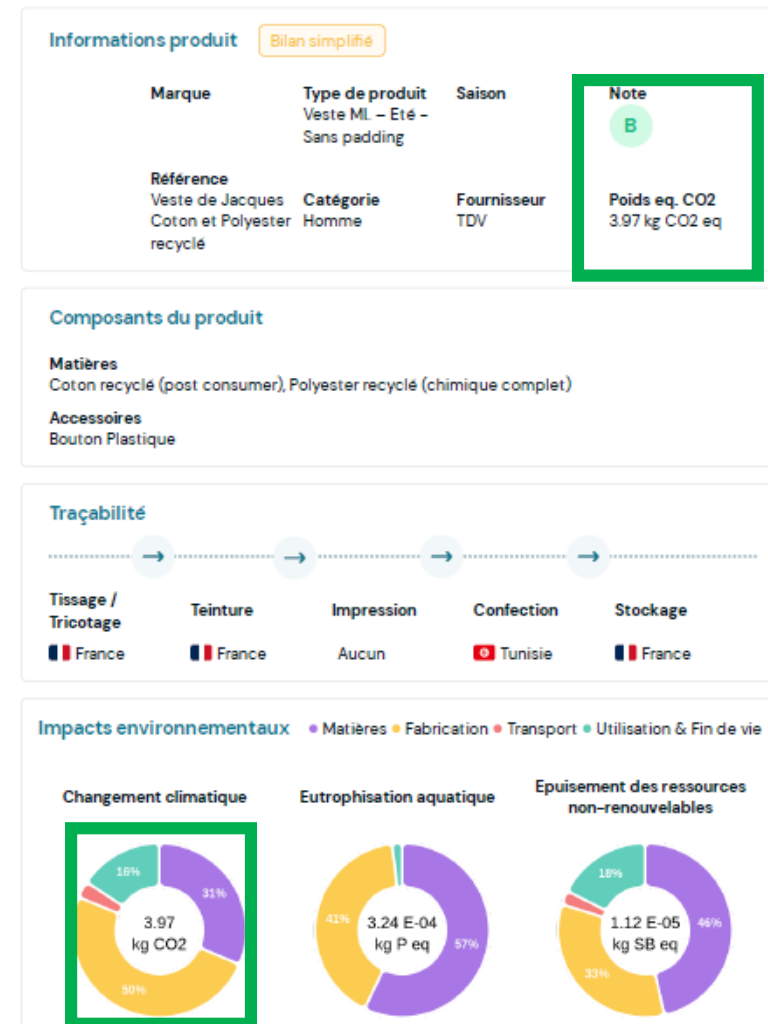 Informations produit
Bilan simplifié
Marque
Type de produit
Veste ML – Eté –
Sans padding
Saison
Note
B
Référence
Veste de Jacques
Coton et Polyester
recyclé
Catégorie
Homme
Fournisseur
TDV
Poids eq. CO2
3.97 kg CO2 eq
Composants du produit
Matières
Coton recyclé (post consumer), Polyester recyclé (chimique complet)
Accessoires
Bouton Plastique
Traçabilité
Tissage /
Tricotage
Teinture
Impression
Confection
Stockage
France
France
Aucun
Tunisie
France
Impacts environnementaux
Matières
Fabrication
Transport
Utilisation & Fin de vie
Changement climatique
Eutrophisation aquatique
Epuisement des ressources
non-renouvelables
16%
31%
3.97
kg CO2
50%
41%
3.24 E-04
kg P eq
57%
18%
1.12 E-05
kg SB eq
46%
33%